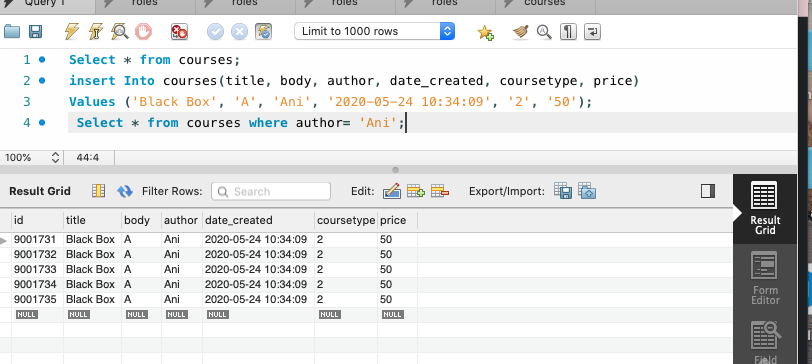 Query 1 roles roles roles roles courses
Limit to 1000 rows
1 Select * from courses;
2 insert Into courses(title, body, author, date_created, coursetype, price)
3 Values ('Black Box', 'A', 'Ani', '2020-05-24 10:34:09', '2', '50');
4 Select * from courses where author= 'Ani';
100% 44:4
Result Grid Filter Rows: Search Edit: Export/Import:
id title body author date_created coursetype price
9001731 Black Box A Ani 2020-05-24 10:34:09 2 50
9001732 Black Box A Ani 2020-05-24 10:34:09 2 50
9001733 Black Box A Ani 2020-05-24 10:34:09 2 50
9001734 Black Box A Ani 2020-05-24 10:34:09 2 50
9001735 Black Box A Ani 2020-05-24 10:34:09 2 50
NULL NULL NULL NULL NULL NULL NULL
Result
Grid
Form
Editor
Field